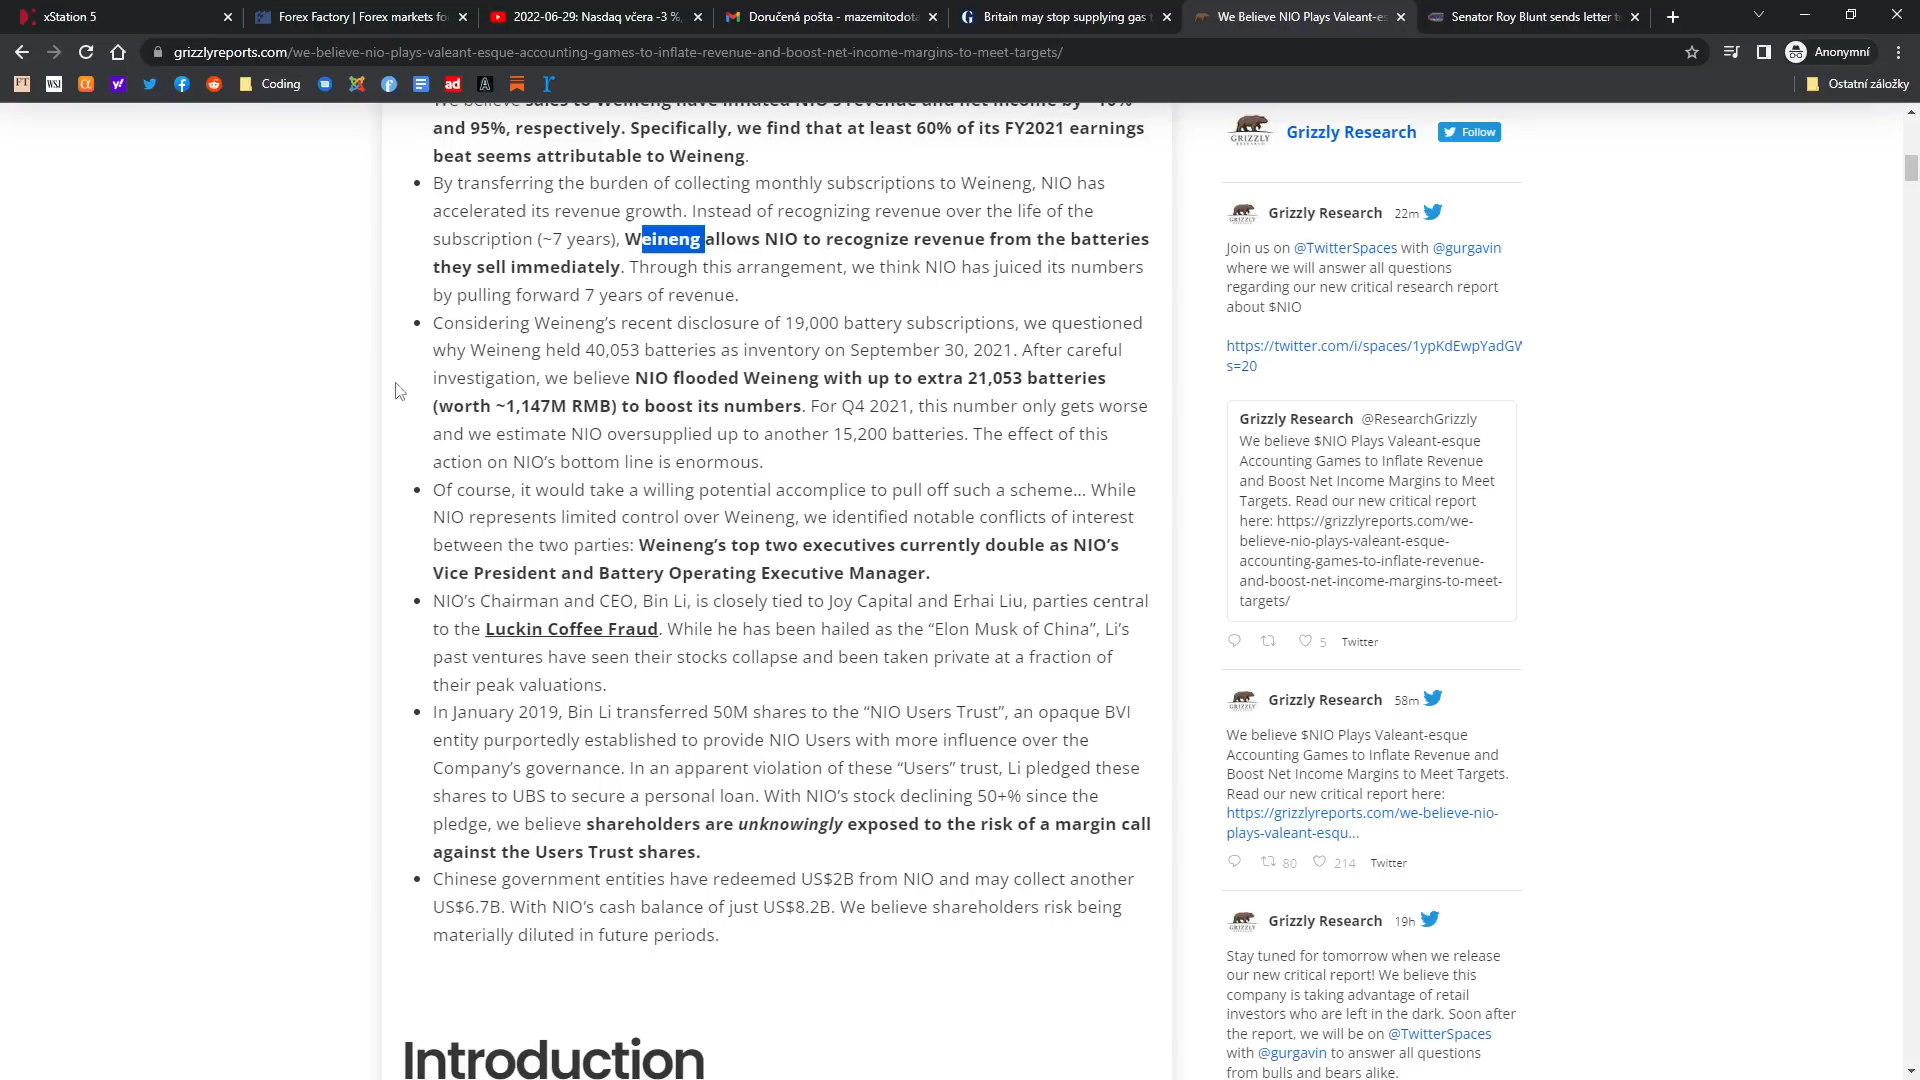 xStation 5
Forex Factory | Forex markets fo
2022-06-29: Nasdaq včera -3 %,
Doručená pošta - mazemitodota
Britain may stop supplying gas t
We Believe NIO Plays Valeant-es
Senator Roy Blunt sends letter t
grizzlyreports.com/we-believe-nio-plays-valeant-esque-accounting-games-to-inflate-revenue-and-boost-net-income-margins-to-meet-targets/
Anonymní
FT
WSJ
Coding
ad
Ostatní záložky
We believe sales to Weineng have inflated NIO's revenue and net income by ~10%
and 95%, respectively. Specifically, we find that at least 60% of its FY2021 earnings
beat seems attributable to Weineng.
By transferring the burden of collecting monthly subscriptions to Weineng, NIO has
accelerated its revenue growth. Instead of recognizing revenue over the life of the
subscription (~7 years), Weineng allows NIO to recognize revenue from the batteries
they sell immediately. Through this arrangement, we think NIO has juiced its numbers
by pulling forward 7 years of revenue.
Considering Weineng's recent disclosure of 19,000 battery subscriptions, we questioned
why Weineng held 40,053 batteries as inventory on September 30, 2021. After careful
investigation, we believe NIO flooded Weineng with up to extra 21,053 batteries
(worth ~1,147M RMB) to boost its numbers. For Q4 2021, this number only gets worse
and we estimate NIO oversupplied up to another 15,200 batteries. The effect of this
action on NIO's bottom line is enormous.
Of course, it would take a willing potential accomplice to pull off such a scheme... While
NIO represents limited control over Weineng, we identified notable conflicts of interest
between the two parties: Weineng's top two executives currently double as NIO's
Vice President and Battery Operating Executive Manager.
NIO's Chairman and CEO, Bin Li, is closely tied to Joy Capital and Erhai Liu, parties central
to the Luckin Coffee Fraud. While he has been hailed as the “Elon Musk of China”, Li's
past ventures have seen their stocks collapse and been taken private at a fraction of
their peak valuations.
In January 2019, Bin Li transferred 50M shares to the “NIO Users Trust”, an opaque BVI
entity purportedly established to provide NIO Users with more influence over the
Company's governance. In an apparent violation of these “Users” trust, Li pledged these
shares to UBS to secure a personal loan. With NIO's stock declining 50+% since the
pledge, we believe shareholders are unknowingly exposed to the risk of a margin call
against the Users Trust shares.
Chinese government entities have redeemed US$2B from NIO and may collect another
US$6.7B. With NIO's cash balance of just US$8.2B. We believe shareholders risk being
materially diluted in future periods.
Introduction
GRIZZLY
Grizzly Research
Follow
Grizzly Research 22m
Join us on @TwitterSpaces with @gurgavin
where we will answer all questions
regarding our new critical research report
about $NIO
https://twitter.com/i/spaces/1ypKdEwpYadGW
s=20
Grizzly Research @ResearchGrizzly
We believe $NIO Plays Valeant-esque
Accounting Games to Inflate Revenue
and Boost Net Income Margins to Meet
Targets. Read our new critical report
here: https://grizzlyreports.com/we-
believe-nio-plays-valeant-esque-
accounting-games-to-inflate-revenue-
and-boost-net-income-margins-to-meet-
targets/
5 Twitter
Grizzly Research 58m
We believe $NIO Plays Valeant-esque
Accounting Games to Inflate Revenue and
Boost Net Income Margins to Meet Targets.
Read our new critical report here:
https://grizzlyreports.com/we-believe-nio-
plays-valeant-esqu...
80 214 Twitter
Grizzly Research 19h
Stay tuned for tomorrow when we release
our new critical report! We believe this
company is taking advantage of retail
investors who are left in the dark. Soon after
the report, we will be on @TwitterSpaces
with @gurgavin to answer all questions
from bulls and bears alike.